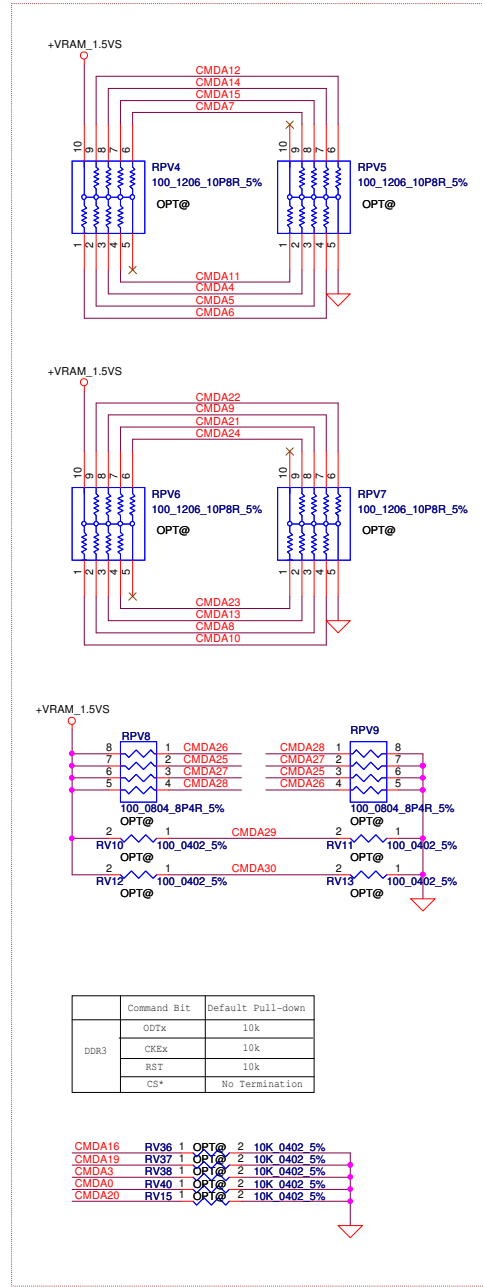 +VRAM_1.5VS
CMDA12
CMDA14
CMDA15
CMDA7
10 9 8 7 6
10 9 8 7 6
RPV4
100_1206_10P8R_5%
OPT@
RPV5
100_1206_10P8R_5%
OPT@
1 2 3 4 5
1 2 3 4 5
CMDA11
CMDA4
CMDA5
CMDA6
+VRAM_1.5VS
CMDA22
CMDA9
CMDA21
CMDA24
10 9 8 7 6
10 9 8 7 6
RPV6
100_1206_10P8R_5%
OPT@
RPV7
100_1206_10P8R_5%
OPT@
1 2 3 4 5
1 2 3 4 5
CMDA23
CMDA13
CMDA8
CMDA10
+VRAM_1.5VS
RPV8
RPV9
8 1 CMDA26 CMDA28 1 8
7 2 CMDA25 CMDA27 2 7
6 3 CMDA27 CMDA25 3 6
5 4 CMDA28 CMDA26 4 5
100_0804_8P4R_5%
100_0804_8P4R_5%
OPT@
OPT@
2 1 CMDA29 2 1
RV10 100_0402_5% RV11 100_0402_5%
OPT@
OPT@
2 1 CMDA30 2 1
RV12 100_0402_5% RV13 100_0402_5%
OPT@
OPT@
Command Bit Default Pull-down
DDR3
ODTx 10k
CKEx 10k
RST 10k
CS* No Termination
CMDA16 RV36 1 OPT@ 2 10K_0402_5%
CMDA19 RV37 1 OPT@ 2 10K_0402_5%
CMDA3 RV38 1 OPT@ 2 10K_0402_5%
CMDA0 RV40 1 OPT@ 2 10K_0402_5%
CMDA20 RV15 1 OPT@ 2 10K_0402_5%